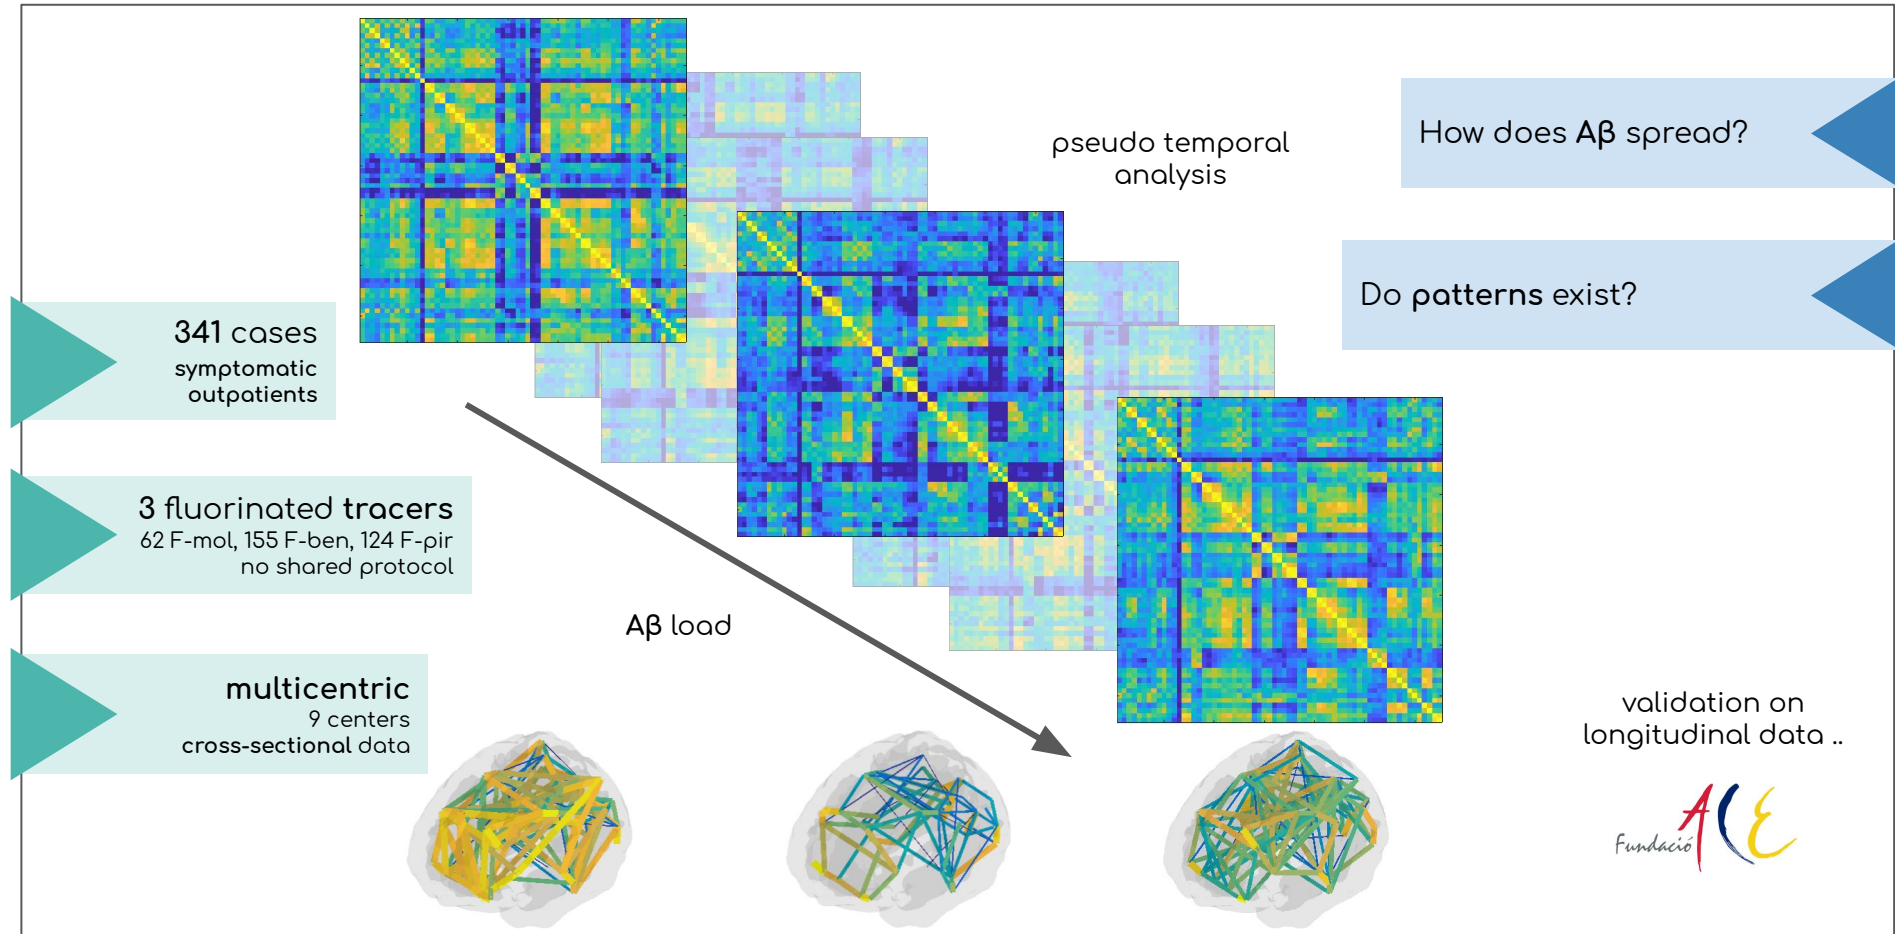 pseudo temporal
analysis
How does Aβ spread?
Do patterns exist?
341 cases
symptomatic
outpatients
3 fluorinated tracers
62 F-mol, 155 F-ben, 124 F-pir
no shared protocol
Aβ load
multicentric
9 centers
cross-sectional data
validation on
longitudinal data ..
Fundació ACE